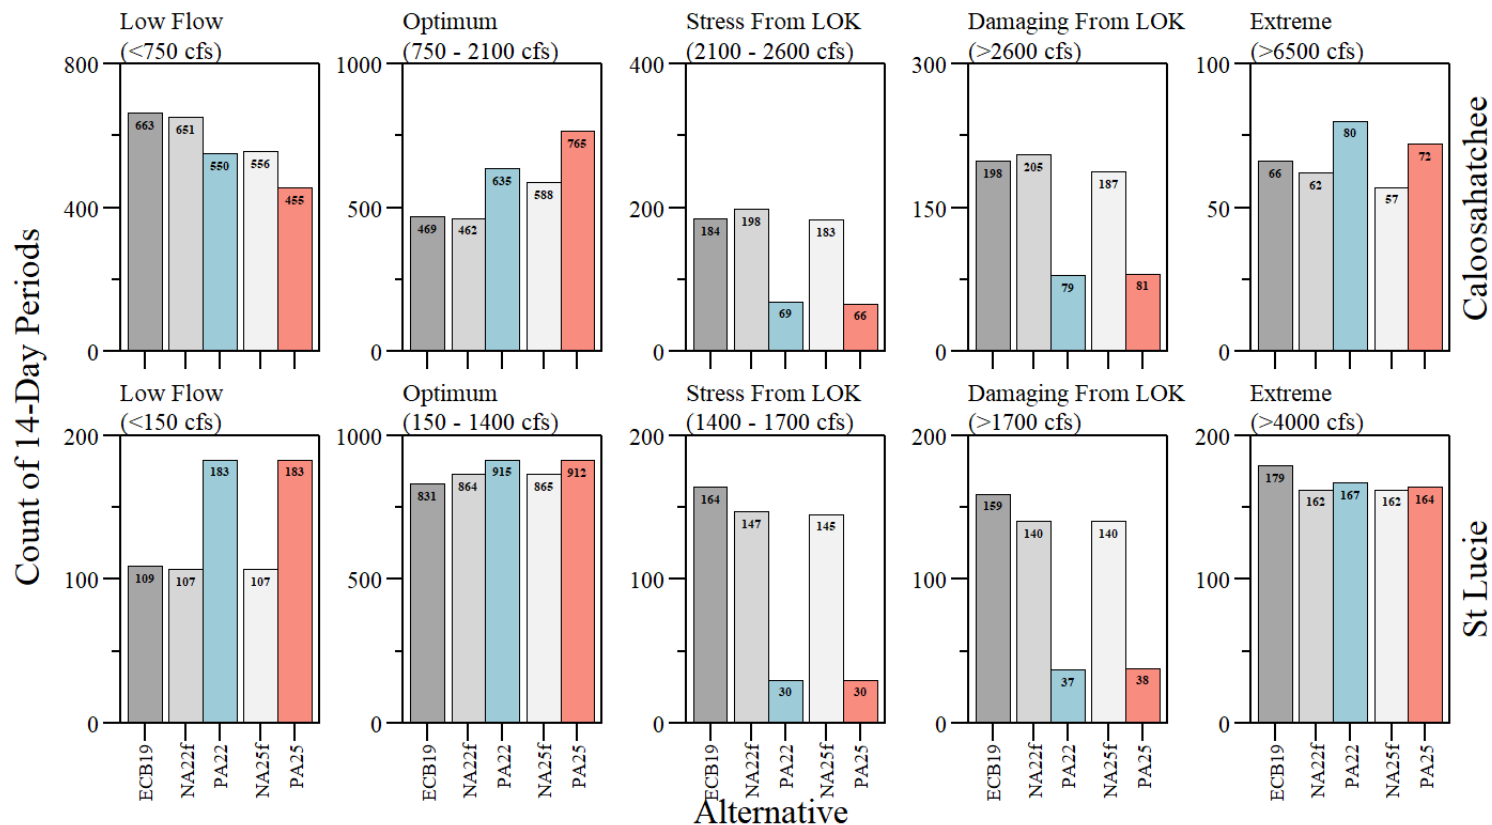 Low Flow
(<750 cfs)
Optimum
(750 - 2100 cfs)
Stress From LOK
(2100 - 2600 cfs)
Damaging From LOK
(>2600 cfs)
Extreme
(>6500 cfs)
800
400
0
663
651
550
556
455
1000
500
0
469
462
635
588
765
400
200
0
184
198
69
183
66
300
150
0
198
205
79
187
81
100
50
0
66
62
80
57
72
Caloosahatchee
Count of 14-Day Periods
Low Flow
(<150 cfs)
Optimum
(150 - 1400 cfs)
Stress From LOK
(1400 - 1700 cfs)
Damaging From LOK
(>1700 cfs)
Extreme
(>4000 cfs)
200
100
0
109
107
183
107
183
1000
500
0
831
864
915
865
912
200
100
0
164
147
30
145
30
200
100
0
159
140
37
140
38
200
100
0
179
162
167
162
164
St Lucie
ECB19
NA22f
PA22
NA25f
PA25
ECB19
NA22f
PA22
NA25f
PA25
ECB19
NA22f
PA22
NA25f
PA25
ECB19
NA22f
PA22
NA25f
PA25
ECB19
NA22f
PA22
NA25f
PA25
Alternative